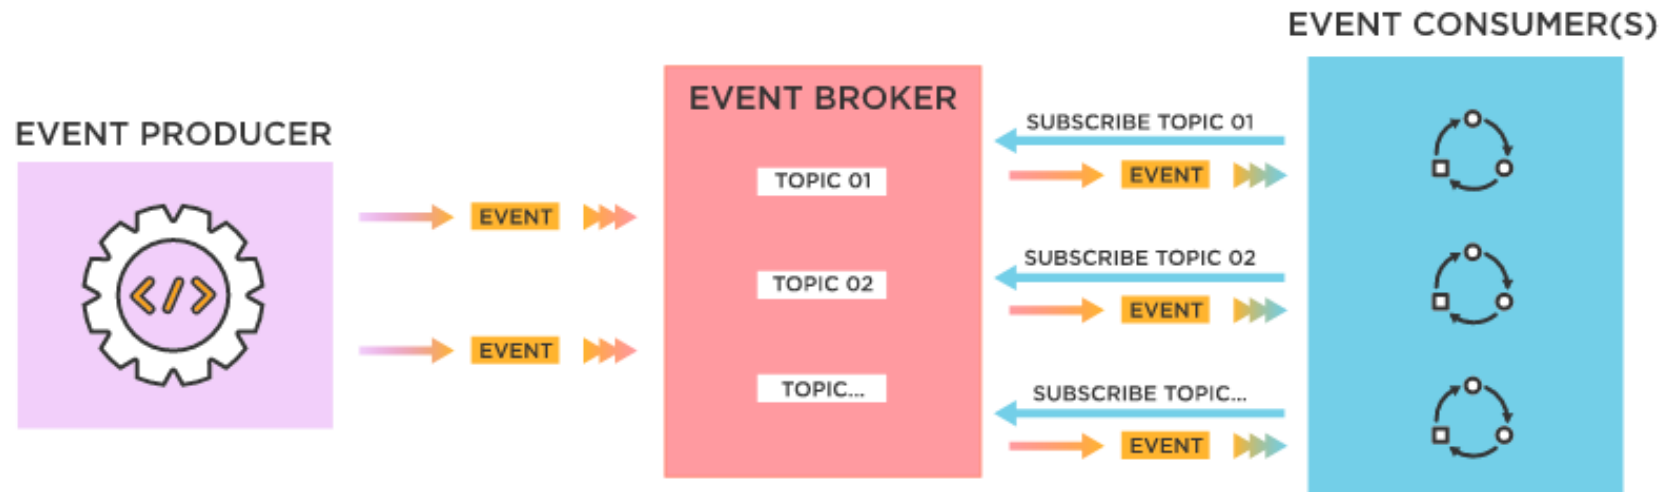 EVENT PRODUCER
</>
EVENT
EVENT
EVENT BROKER
TOPIC 01
TOPIC 02
TOPIC...
SUBSCRIBE TOPIC 01
EVENT
SUBSCRIBE TOPIC 02
EVENT
SUBSCRIBE TOPIC...
EVENT
EVENT CONSUMER(S)